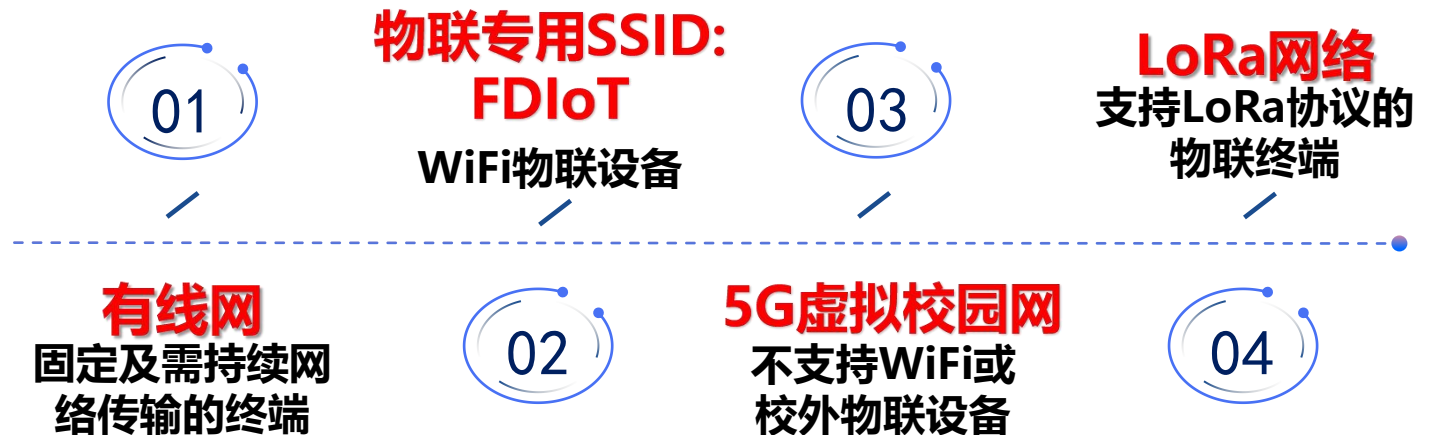 01
有线网
固定及需持续网
络传输的终端
物联专用SSID:
FDIoT
WiFi物联设备
02
03
5G虚拟校园网
不支持WiFi或
校外物联设备
LoRa网络
支持LoRa协议的
物联终端
04